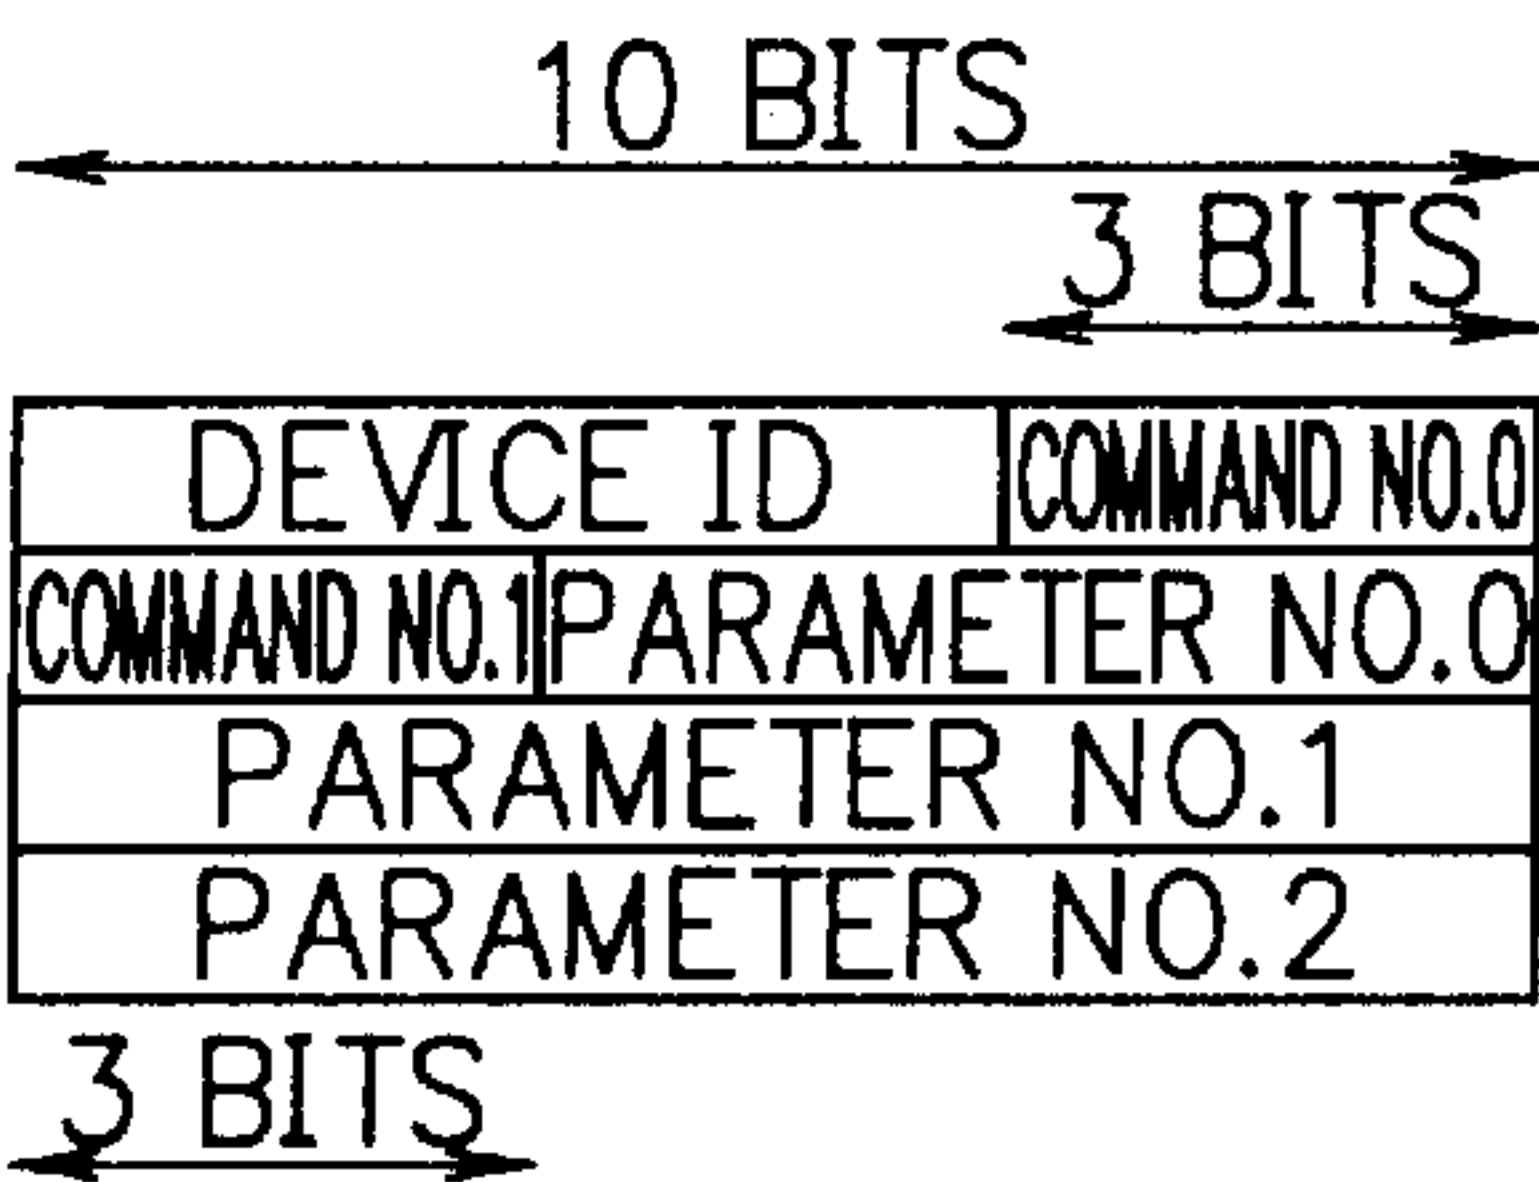 10 BITS
3 BITS
DEVICE ID COMMAND NO.0
COMMAND NO.1 PARAMETER NO.0
PARAMETER NO.1
PARAMETER NO.2
3 BITS